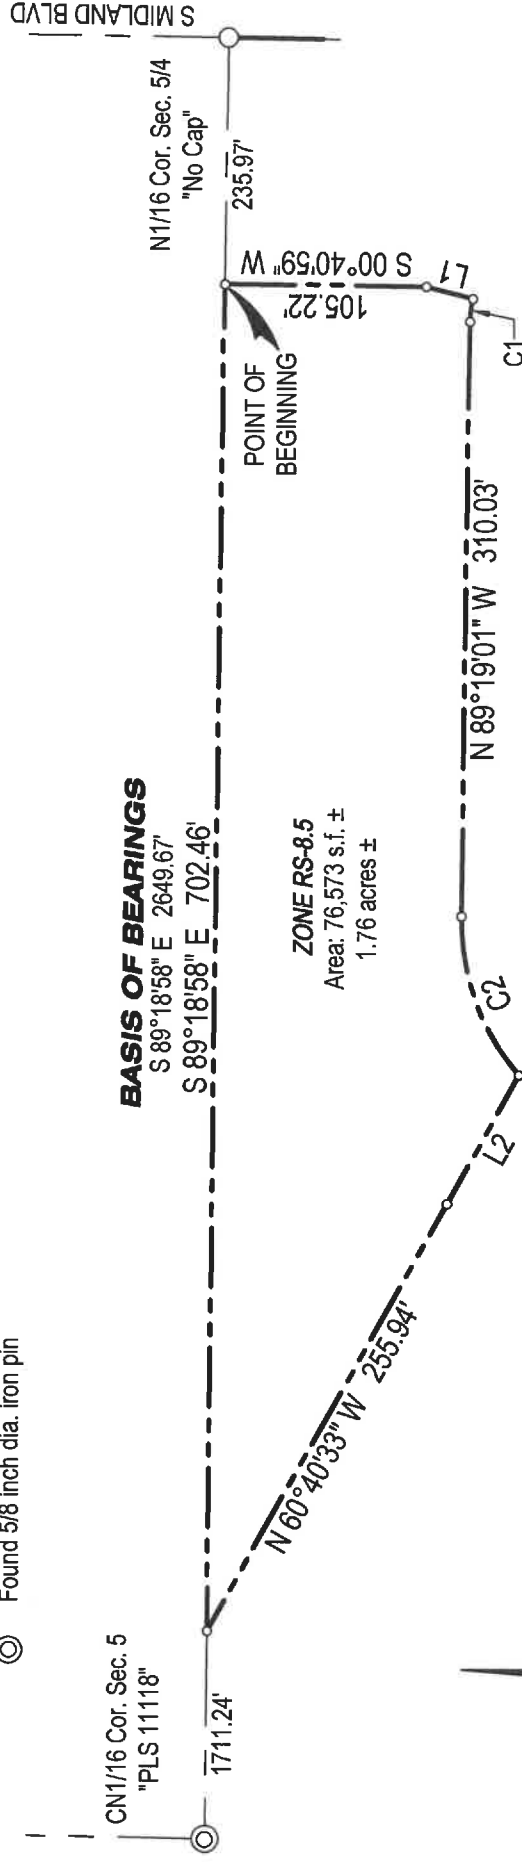 Found 5/8 inch dia. iron pin
CN1/16 Cor. Sec. 5
"PLS 11118"
1711.24'
BASIS OF BEARINGS
S 89°18'58" E 2649.67'
S 89°18'58" E 702.46'
N1/16 Cor. Sec. 5/4
"No Cap"
235.97'
S MIDLAND BLVD
POINT OF
BEGINNING
S 00°40'59" W
105.22'
L1
C1
ZONE RS-8.5
Area: 76,573 s.f. ±
1.76 acres ±
N 89°19'01" W 310.03'
C2
L2
N 60°40'33" W 255.94'